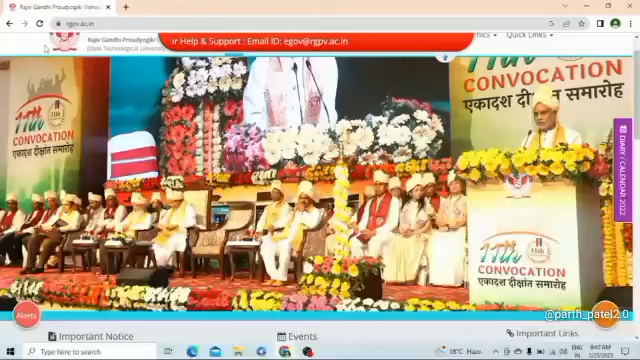 Rajiv Gandhi Proudyogiki Vishwa
rgpv.ac.in
Rajiv Gandhi Proudyogiki
(State Technological University
or Help & Support : Email ID: egov@rgpv.ac.in
Quick Links
11TH
CONVOCATION
एकादश दीक्षांत समारोह
CONVOCATION
एकादश दीक्षांत समारोह
11TH
CONVOCATION
एकादश दीक्षांत समारोह
DIARY / CALENDAR 2022
Alerts
@parth_patel2.0
Important Notice
Events
Important Links
Type here to search
18°C Haze
ENG
IN
8:47 AM